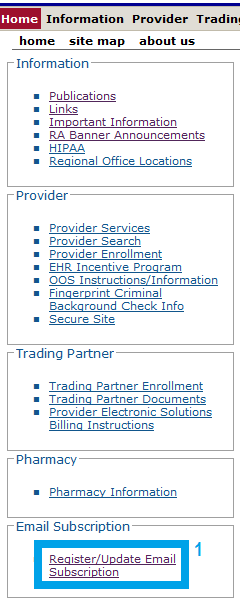 Home Information Provider Trading
home site map about us
Information
Publications
Links
Important Information
RA Banner Announcements
HIPAA
Regional Office Locations
Provider
Provider Services
Provider Search
Provider Enrollment
EHR Incentive Program
OOS Instructions/Information
Fingerprint Criminal
Background Check Info
Secure Site
Trading Partner
Trading Partner Enrollment
Trading Partner Documents
Provider Electronic Solutions
Billing Instructions
Pharmacy
Pharmacy Information
Email Subscription
Register/Update Email
Subscription
1